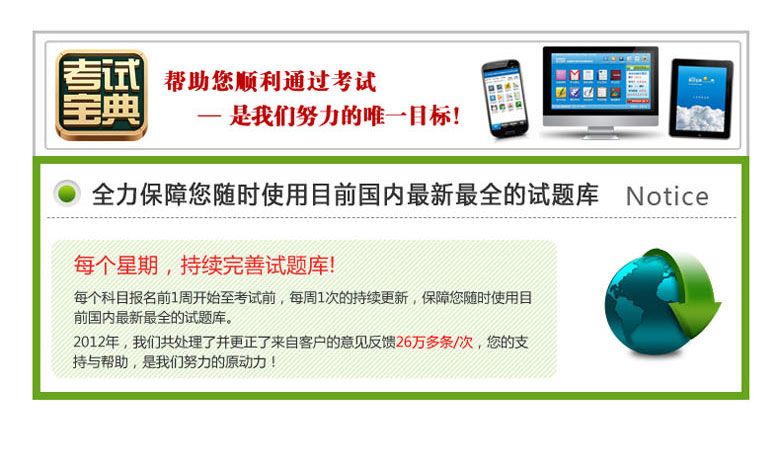 考试
宝典
帮助您顺利通过考试
— 是我们努力的唯一目标!
全力保障您随时使用目前国内最新最全的试题库 Notice
每个星期，持续完善试题库!
每个科目报名前1周开始至考试前，每周1次的持续更新，保障您随时使用目
前国内最新最全的试题库。
2012年，我们共处理了并更正了来自客户的意见反馈26万多条/次，您的支
持与帮助，是我们努力的原动力！